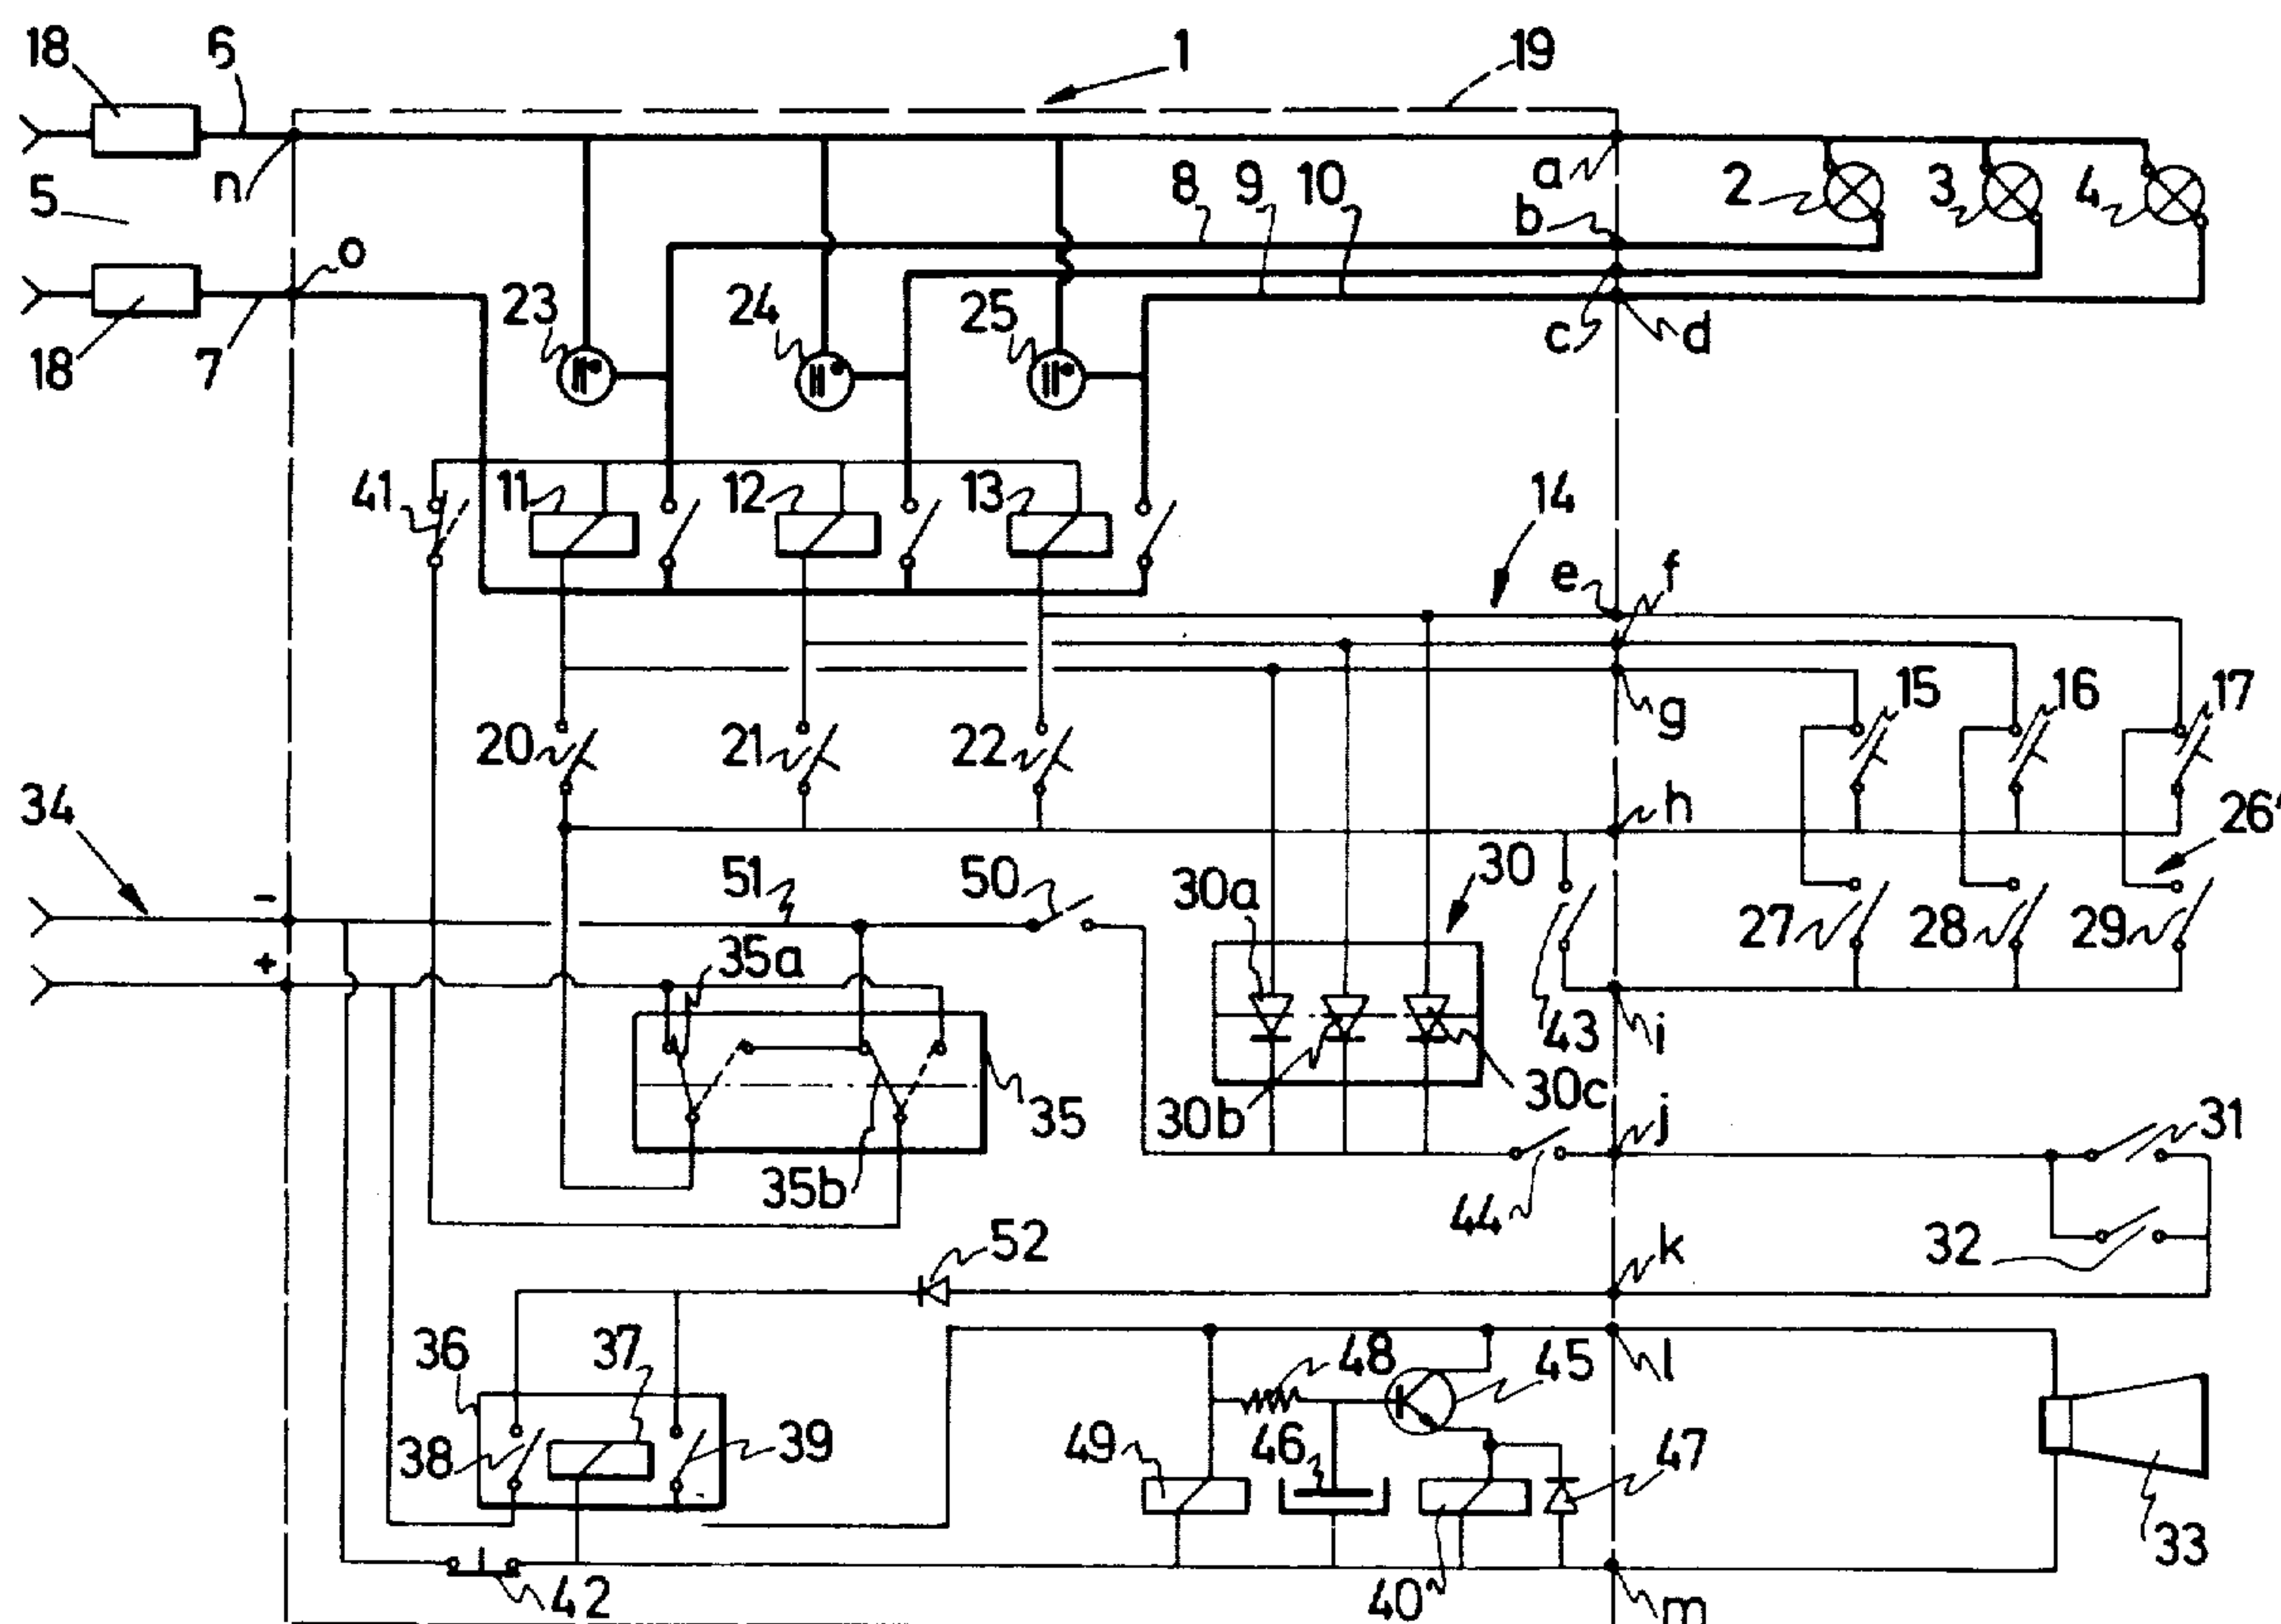 18 6 1 19
n a 8 9 10 2 3 4
5 b
o
23 24 25 c d
18 7
41 11 12 13 14
e f
15 16 17
20 21 22 g
34 h 26'
- 51 50 30
30a 27 28 29
+ 35a
43 i
35 30b 30c j 31
35b 44
52 k 32
36 37 48 45 l
38 39 49 46 47
33
42 40 m